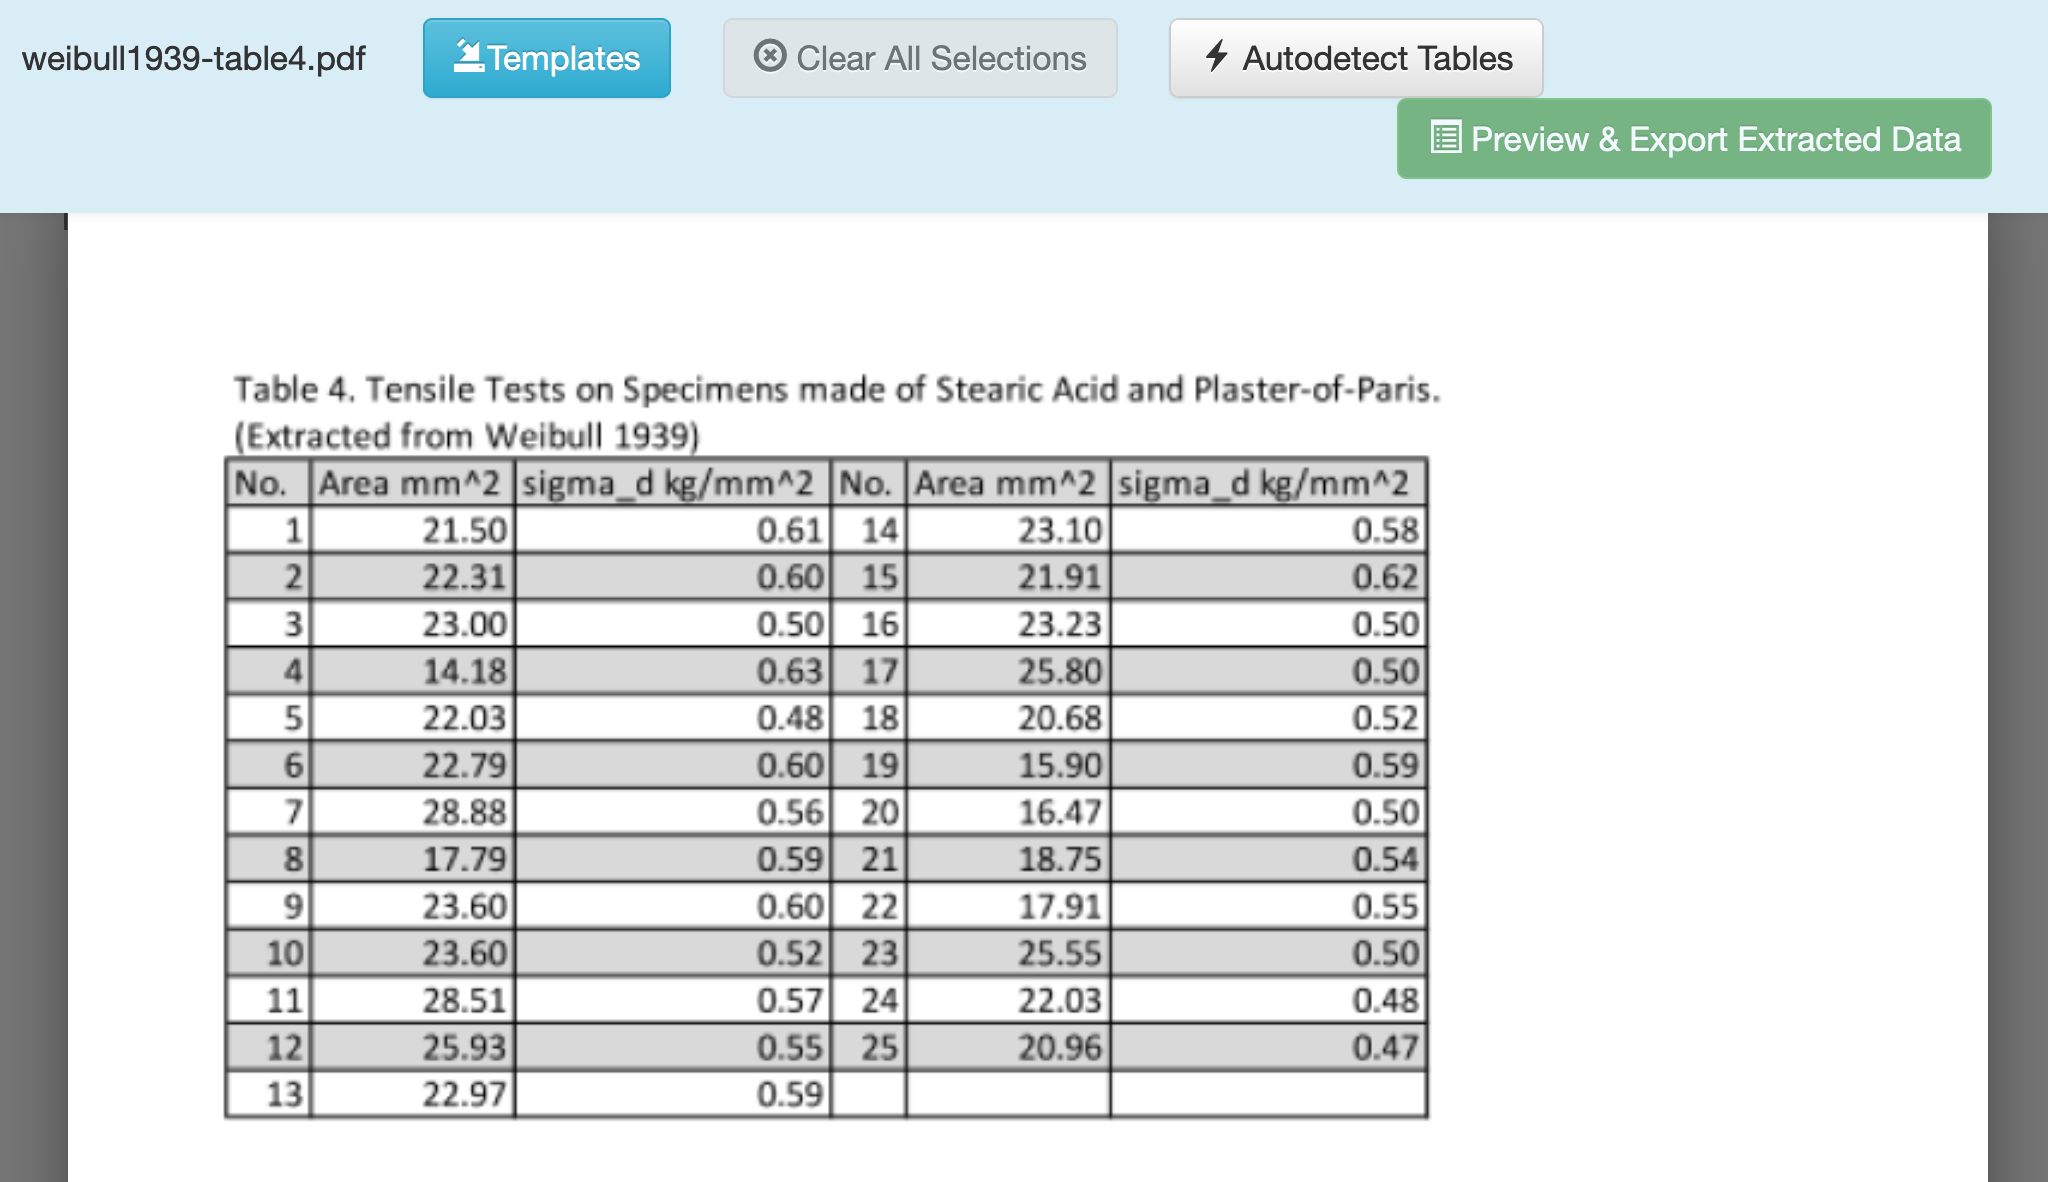 weibull1939-table4.pdf Templates Clear All Selections Autodetect Tables
Preview & Export Extracted Data
Table 4. Tensile Tests on Specimens made of Stearic Acid and Plaster-of-Paris.
(Extracted from Weibull 1939)
No. Area mm^2 sigma_d kg/mm^2 No. Area mm^2 sigma_d kg/mm^2
1 21.50 0.61 14 23.10 0.58
2 22.31 0.60 15 21.91 0.62
3 23.00 0.50 16 23.23 0.50
4 14.18 0.63 17 25.80 0.50
5 22.03 0.48 18 20.68 0.52
6 22.79 0.60 19 15.90 0.59
7 28.88 0.56 20 16.47 0.50
8 17.79 0.59 21 18.75 0.54
9 23.60 0.60 22 17.91 0.55
10 23.60 0.52 23 25.55 0.50
11 28.51 0.57 24 22.03 0.48
12 25.93 0.55 25 20.96 0.47
13 22.97 0.59